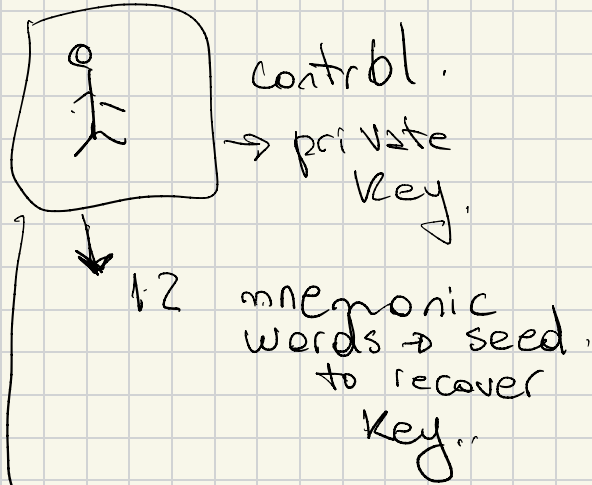 control.
→ private
key.
12 mnemonic
words → seed.
to recover
key..